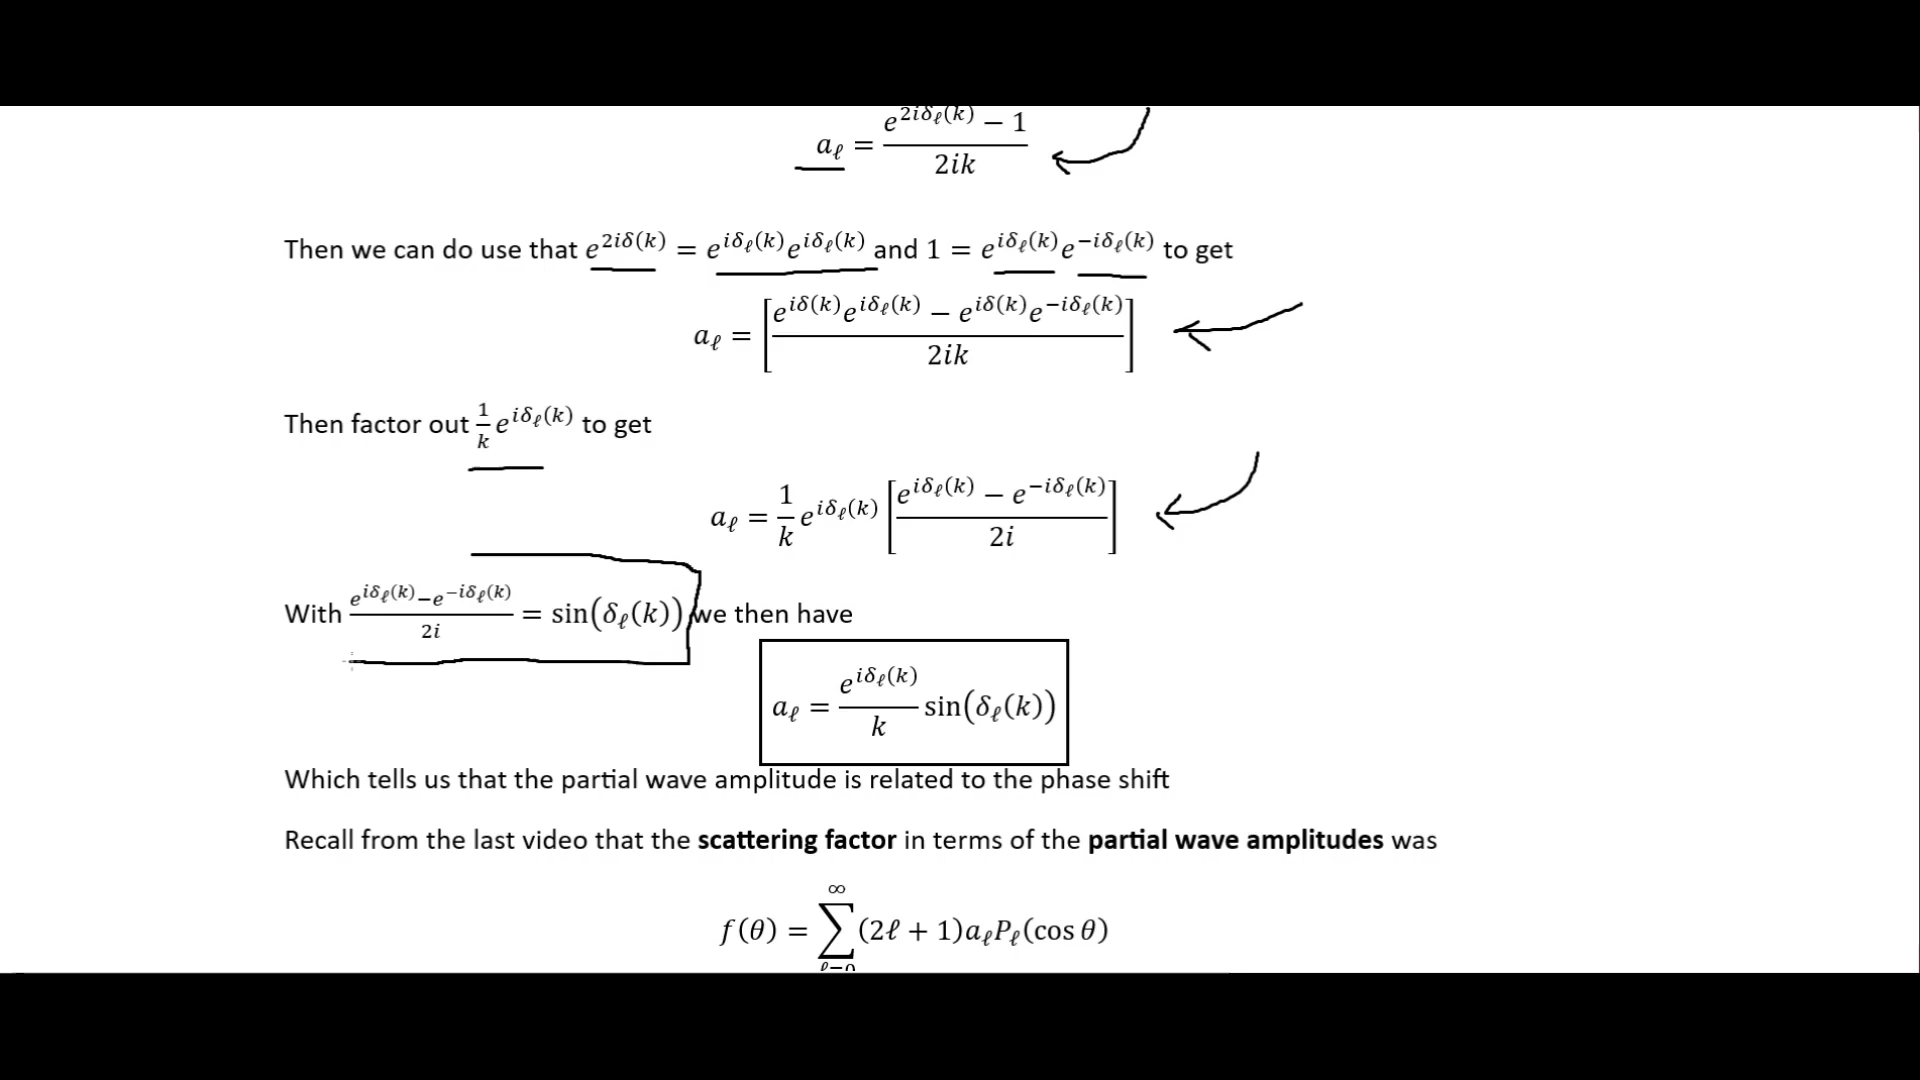 a_ℓ = (e^{2iδ_ℓ(k)} − 1) / 2ik
Then we can do use that e^{2iδ(k)} = e^{iδ_ℓ(k)}e^{iδ_ℓ(k)} and 1 = e^{iδ_ℓ(k)}e^{−iδ_ℓ(k)} to get
a_ℓ = [(e^{iδ(k)}e^{iδ_ℓ(k)} − e^{iδ(k)}e^{−iδ_ℓ(k)}) / 2ik]
Then factor out 1/k e^{iδ_ℓ(k)} to get
a_ℓ = 1/k e^{iδ_ℓ(k)} [(e^{iδ_ℓ(k)} − e^{−iδ_ℓ(k)}) / 2i]
With (e^{iδ_ℓ(k)}−e^{−iδ_ℓ(k)}) / 2i = sin(δ_ℓ(k)) we then have
a_ℓ = e^{iδ_ℓ(k)} / k sin(δ_ℓ(k))
Which tells us that the partial wave amplitude is related to the phase shift
Recall from the last video that the scattering factor in terms of the partial wave amplitudes was
f(θ) = ∑_{ℓ=0}^{∞} (2ℓ + 1)a_ℓP_ℓ(cos θ)